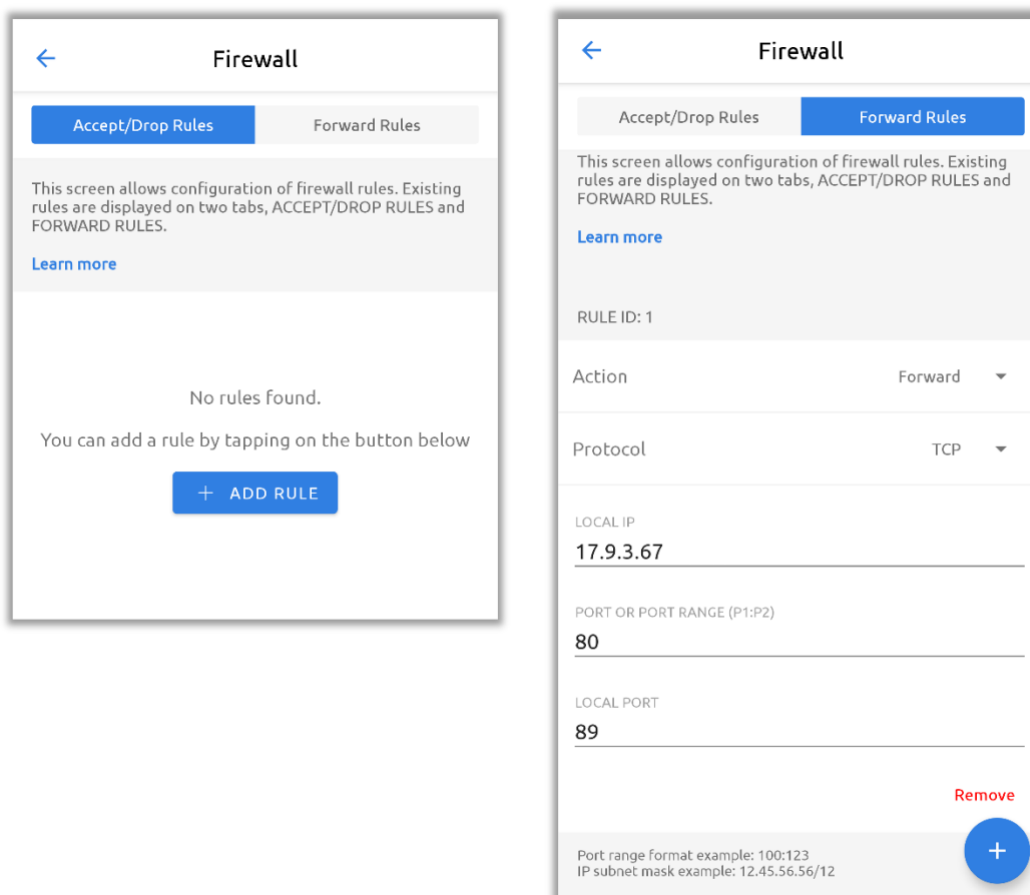 Firewall
Accept/Drop Rules
Forward Rules
This screen allows configuration of firewall rules. Existing
rules are displayed on two tabs, ACCEPT/DROP RULES and
FORWARD RULES.
Learn more
No rules found.
You can add a rule by tapping on the button below
+ ADD RULE
Firewall
Accept/Drop Rules
Forward Rules
This screen allows configuration of firewall rules. Existing
rules are displayed on two tabs, ACCEPT/DROP RULES and
FORWARD RULES.
Learn more
RULE ID: 1
Action
Forward
Protocol
TCP
LOCAL IP
17.9.3.67
PORT OR PORT RANGE (P1:P2)
80
LOCAL PORT
89
Remove
+
Port range format example: 100:123
IP subnet mask example: 12.45.56.56/12